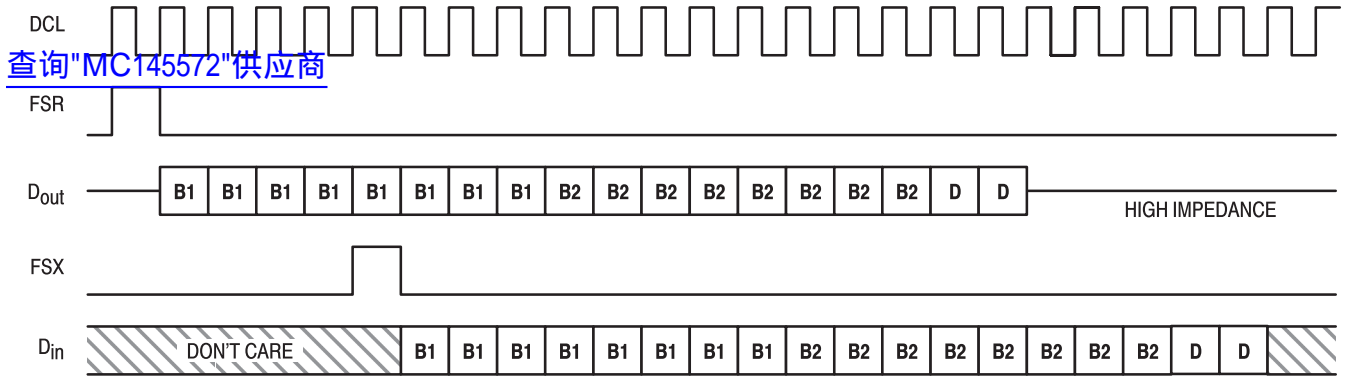 DCL
查询"MC145572"供应商
FSR
Dout B1 B1 B1 B1 B1 B1 B1 B1 B2 B2 B2 B2 B2 B2 B2 B2 D D
HIGH IMPEDANCE
FSX
Din DON'T CARE B1 B1 B1 B1 B1 B1 B1 B1 B2 B2 B2 B2 B2 B2 B2 B2 D D